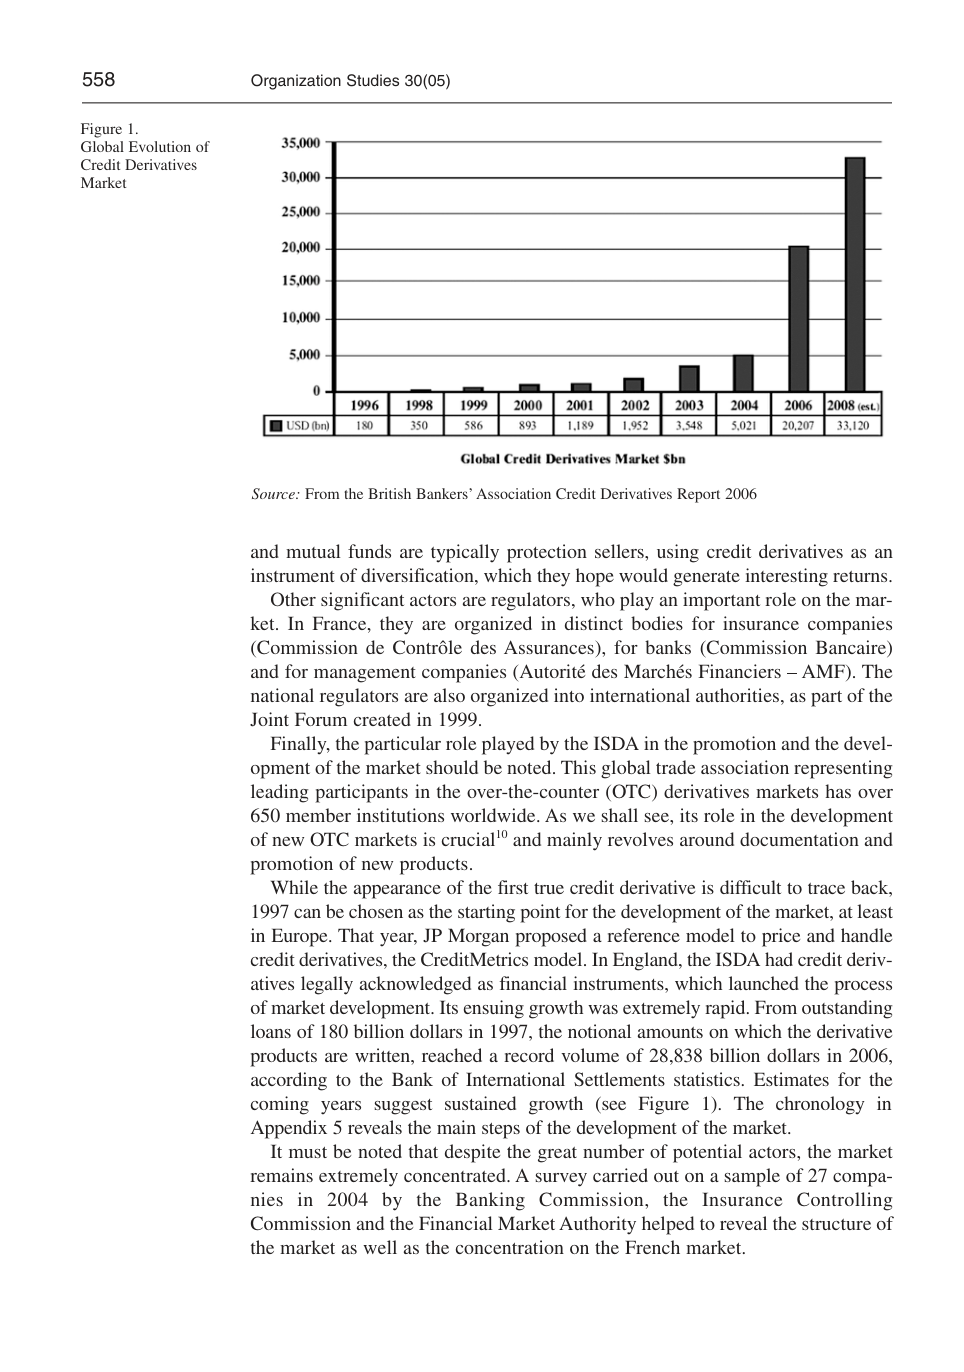 558
Organization Studies 30(05)
Figure 1.
Global Evolution of
Credit Derivatives
Market
35,000
30,000
25,000
20,000
15,000
10,000
5,000
0
1996 1998 1999 2000 2001 2002 2003 2004 2006 2008 (est.)
USD (bn) 180 350 586 893 1,189 1,952 3,548 5,021 20,207 33,120
Global Credit Derivatives Market $bn
Source: From the British Bankers’ Association Credit Derivatives Report 2006
and mutual funds are typically protection sellers, using credit derivatives as an
instrument of diversification, which they hope would generate interesting returns.
Other significant actors are regulators, who play an important role on the mar-
ket. In France, they are organized in distinct bodies for insurance companies
(Commission de Contrôle des Assurances), for banks (Commission Bancaire)
and for management companies (Autorité des Marchés Financiers – AMF). The
national regulators are also organized into international authorities, as part of the
Joint Forum created in 1999.
Finally, the particular role played by the ISDA in the promotion and the devel-
opment of the market should be noted. This global trade association representing
leading participants in the over-the-counter (OTC) derivatives markets has over
650 member institutions worldwide. As we shall see, its role in the development
of new OTC markets is crucial10 and mainly revolves around documentation and
promotion of new products.
While the appearance of the first true credit derivative is difficult to trace back,
1997 can be chosen as the starting point for the development of the market, at least
in Europe. That year, JP Morgan proposed a reference model to price and handle
credit derivatives, the CreditMetrics model. In England, the ISDA had credit deriv-
atives legally acknowledged as financial instruments, which launched the process
of market development. Its ensuing growth was extremely rapid. From outstanding
loans of 180 billion dollars in 1997, the notional amounts on which the derivative
products are written, reached a record volume of 28,838 billion dollars in 2006,
according to the Bank of International Settlements statistics. Estimates for the
coming years suggest sustained growth (see Figure 1). The chronology in
Appendix 5 reveals the main steps of the development of the market.
It must be noted that despite the great number of potential actors, the market
remains extremely concentrated. A survey carried out on a sample of 27 compa-
nies in 2004 by the Banking Commission, the Insurance Controlling
Commission and the Financial Market Authority helped to reveal the structure of
the market as well as the concentration on the French market.